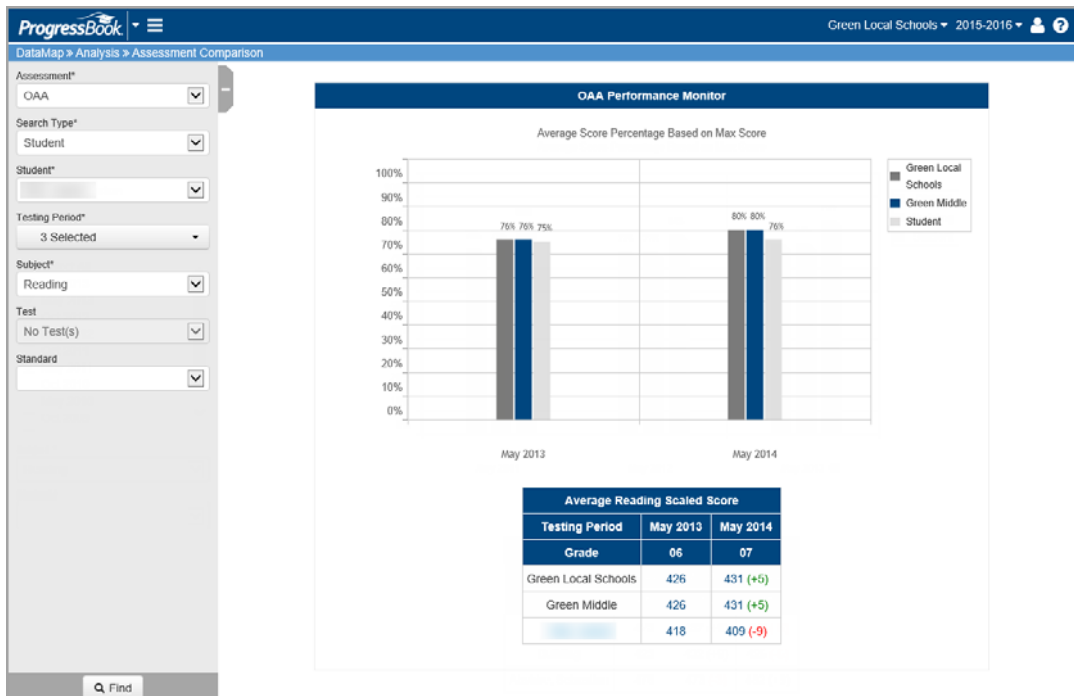 ProgressBook
Green Local Schools 2015-2016
DataMap » Analysis » Assessment Comparison
Assessment*
OAA
Search Type*
Student
Student*
Testing Period*
3 Selected
Subject*
Reading
Test
No Test(s)
Standard
Find
OAA Performance Monitor
Average Score Percentage Based on Max Score
100%
90%
80%
70%
60%
50%
40%
30%
20%
10%
0%
76% 76% 75%
80% 80% 76%
May 2013 May 2014
Green Local
Schools
Green Middle
Student
Average Reading Scaled Score
Testing Period May 2013 May 2014
Grade 06 07
Green Local Schools 426 431 (+5)
Green Middle 426 431 (+5)
418 409 (-9)